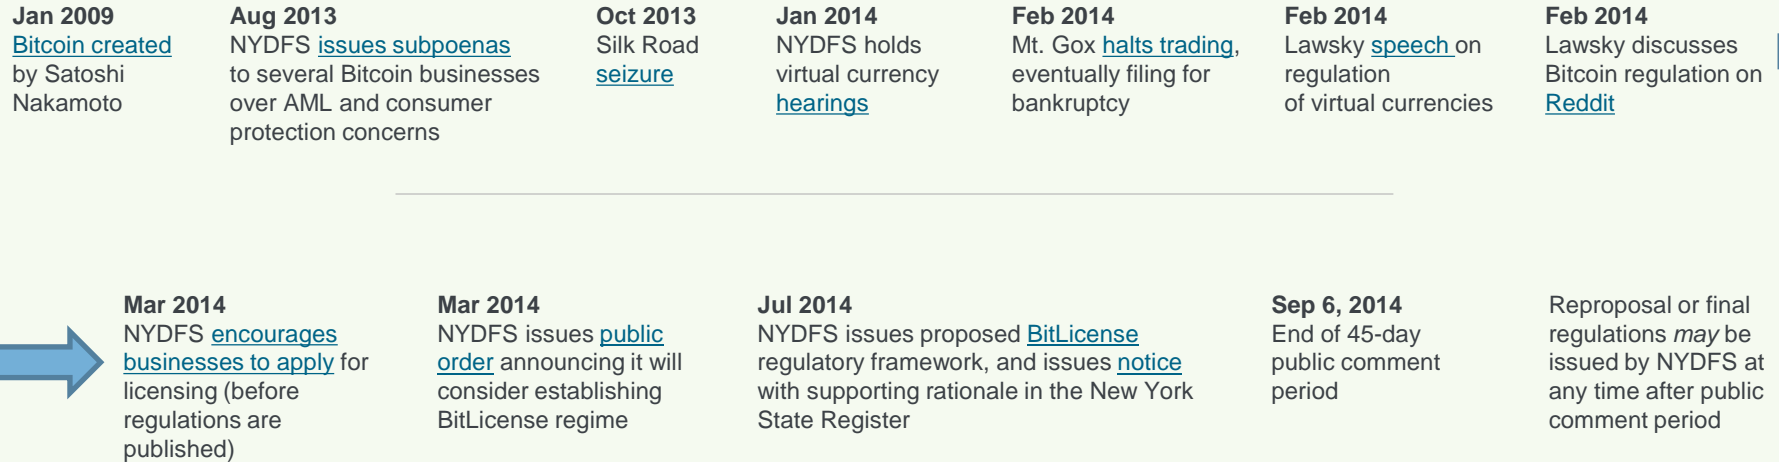 Jan 2009
Bitcoin created
by Satoshi
Nakamoto
Aug 2013
NYDFS issues subpoenas
to several Bitcoin businesses
over AML and consumer
protection concerns
Oct 2013
Silk Road
seizure
Jan 2014
NYDFS holds
virtual currency
hearings
Feb 2014
Mt. Gox halts trading,
eventually filing for
bankruptcy
Feb 2014
Lawsky speech on
regulation
of virtual currencies
Feb 2014
Lawsky discusses
Bitcoin regulation on
Reddit
Mar 2014
NYDFS encourages
businesses to apply for
licensing (before
regulations are
published)
Mar 2014
NYDFS issues public
order announcing it will
consider establishing
BitLicense regime
Jul 2014
NYDFS issues proposed BitLicense
regulatory framework, and issues notice
with supporting rationale in the New York
State Register
Sep 6, 2014
End of 45-day
public comment
period
Reproposal or final
regulations may be
issued by NYDFS at
any time after public
comment period